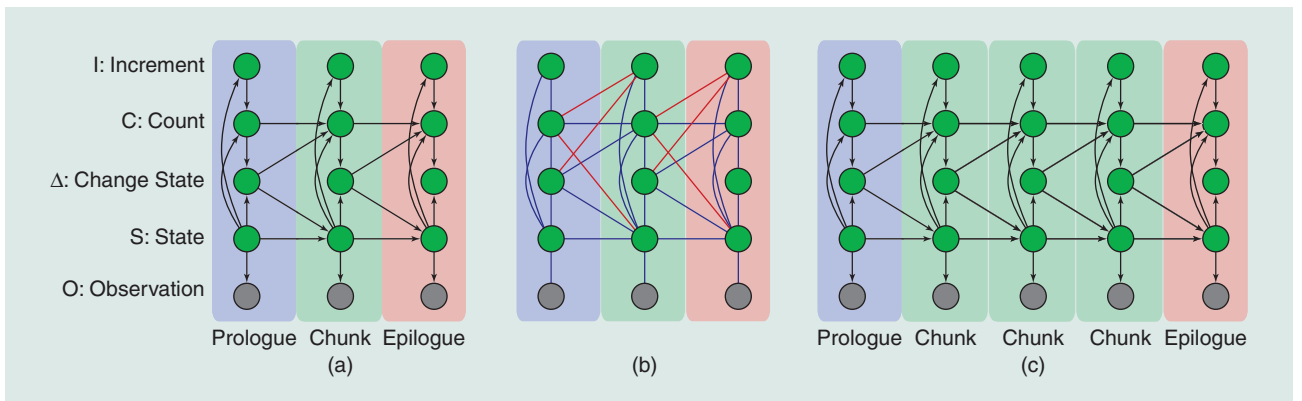 I: Increment
C: Count
Δ: Change State
S: State
O: Observation
Prologue Chunk Epilogue
(a)
(b)
Prologue Chunk Chunk Chunk Epilogue
(c)